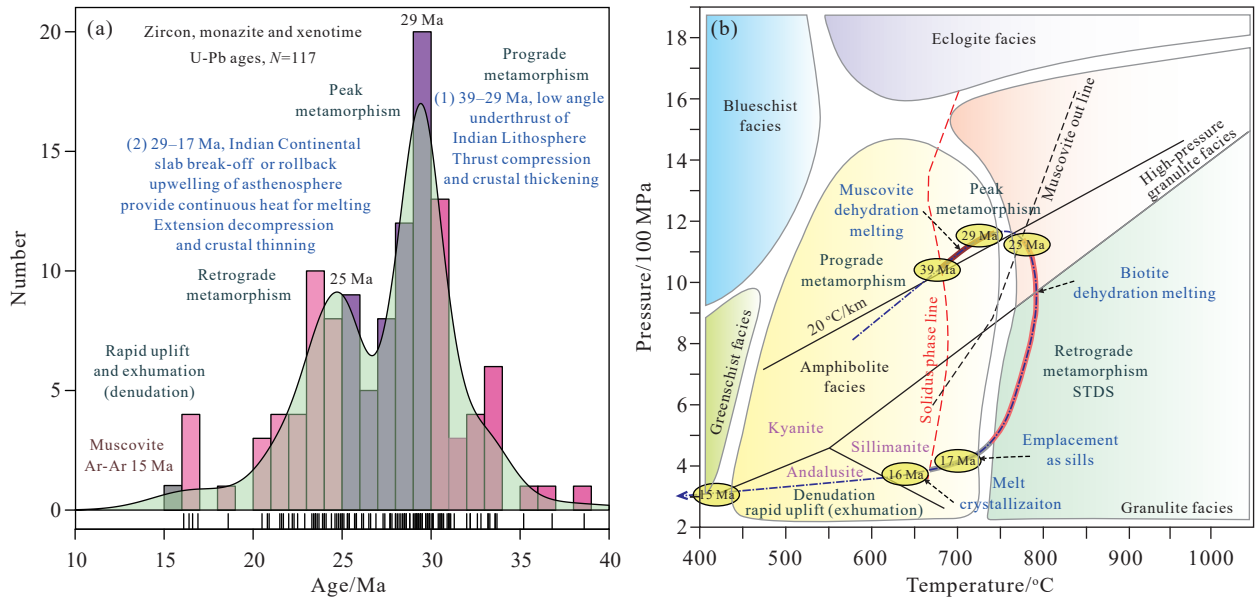 (a)
Zircon, monazite and xenotime
U-Pb ages, N=117
29 Ma
Peak
metamorphism
Prograde
metamorphism
(1) 39–29 Ma, low angle
underthrust of
Indian Lithosphere
Thrust compression
and crustal thickening
(2) 29–17 Ma, Indian Continental
slab break-off or rollback
upwelling of asthenosphere
provide continuous heat for melting
Extension decompression
and crustal thinning
Retrograde
metamorphism
25 Ma
Rapid uplift
and exhumation
(denudation)
Muscovite
Ar-Ar 15 Ma
Number
20
15
10
5
0
10
15
20
25
30
35
40
Age/Ma
(b)
Eclogite facies
Blueschist
facies
Muscovite out line
High-pressure
granulite facies
Muscovite
dehydration
melting
Peak
metamorphism
29 Ma
25 Ma
39 Ma
Prograde
metamorphism
20 °C/km
Biotite
dehydration melting
Greenschist facies
Amphibolite
facies
Solidus phase line
Retrograde
metamorphism
STDS
Kyanite
Sillimanite
Andalusite
Emplacement
as sills
17 Ma
16 Ma
15 Ma
Melt
crystallizaiton
Denudation
rapid uplift (exhumation)
Granulite facies
Pressure/100 MPa
18
16
14
12
10
8
6
4
2
400
500
600
700
800
900
1000
Temperature/°C